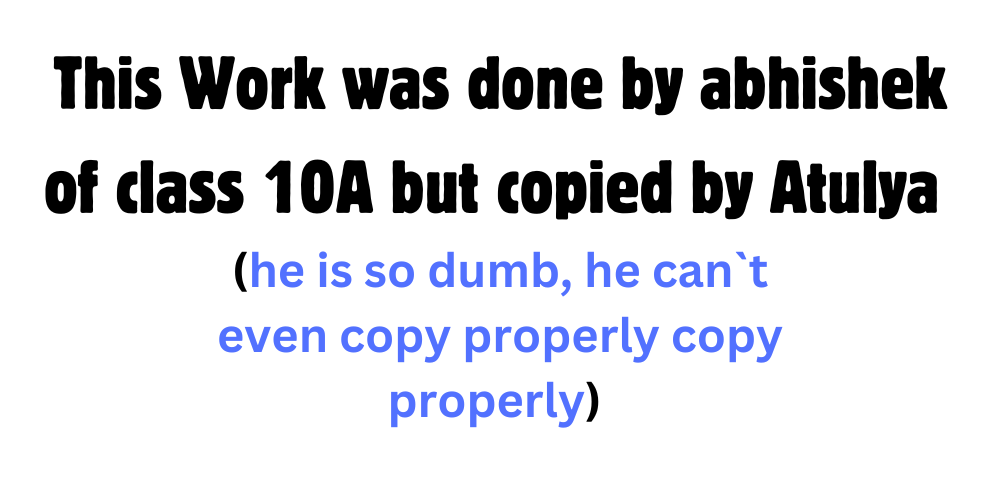 This Work was done by abhishek
of class 10A but copied by Atulya
(he is so dumb, he can`t
even copy properly copy
properly)